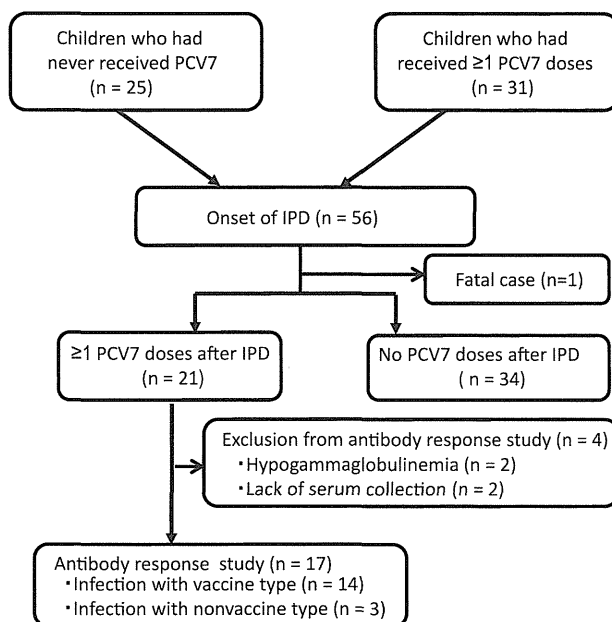 Children who had
never received PCV7
(n = 25)
Children who had
received ≥1 PCV7 doses
(n = 31)
Onset of IPD (n = 56)
Fatal case (n=1)
≥1 PCV7 doses after IPD
(n = 21)
No PCV7 doses after IPD
( n = 34)
Exclusion from antibody response study (n = 4)
・Hypogammaglobulinemia (n = 2)
・Lack of serum collection (n = 2)
Antibody response study (n = 17)
・Infection with vaccine type (n = 14)
・Infection with nonvaccine type (n = 3)